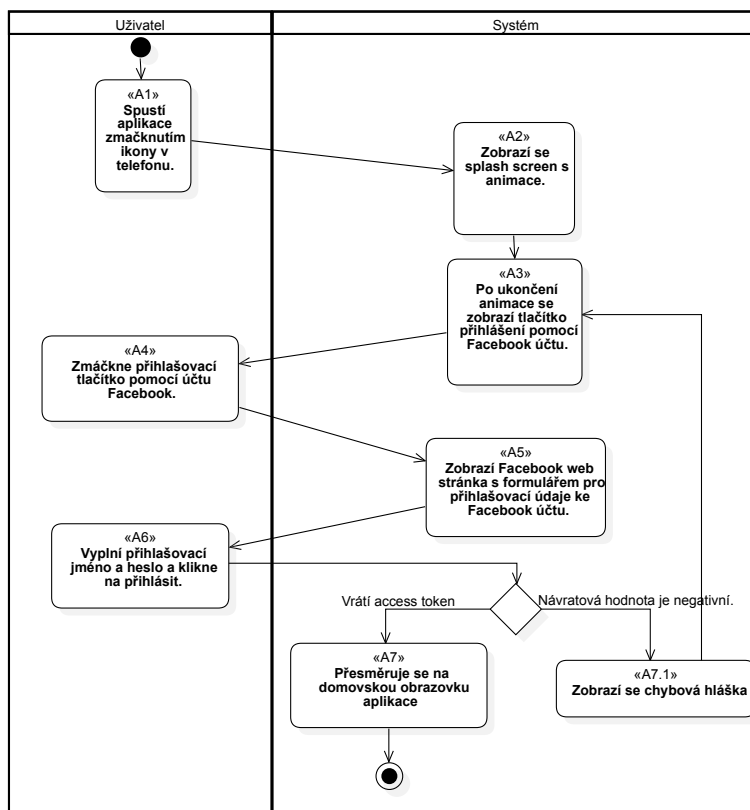 Uživatel
Systém
«A1»
Spustí
aplikace
zmačknutím
ikony v
telefonu.
«A2»
Zobrazí se
splash screen s
animace.
«A3»
Po ukončení
animace se
zobrazí tlačítko
přihlášení pomocí
Facebook účtu.
«A4»
Zmáčkne přihlašovací
tlačítko pomocí účtu
Facebook.
«A5»
Zobrazí Facebook web
stránka s formulářem pro
přihlašovací údaje ke
Facebook účtu.
«A6»
Vyplní přihlašovací
jméno a heslo a klikne
na přihlásit.
Vrátí access token
Návratová hodnota je negativní.
«A7»
Přesměruje se na
domovskou obrazovku
aplikace
«A7.1»
Zobrazí se chybová hláška